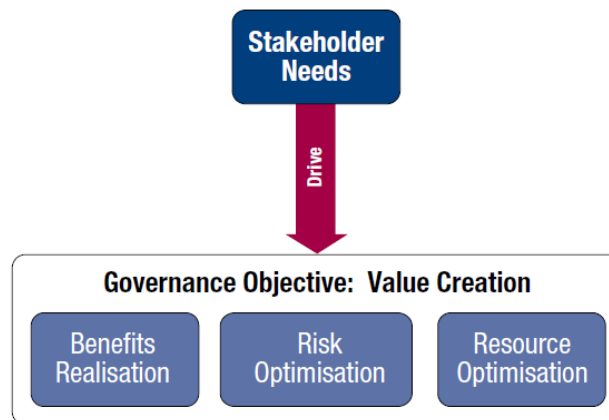 Stakeholder
Needs
Drive
Governance Objective:  Value Creation
Benefits
Realisation
Risk
Optimisation
Resource
Optimisation